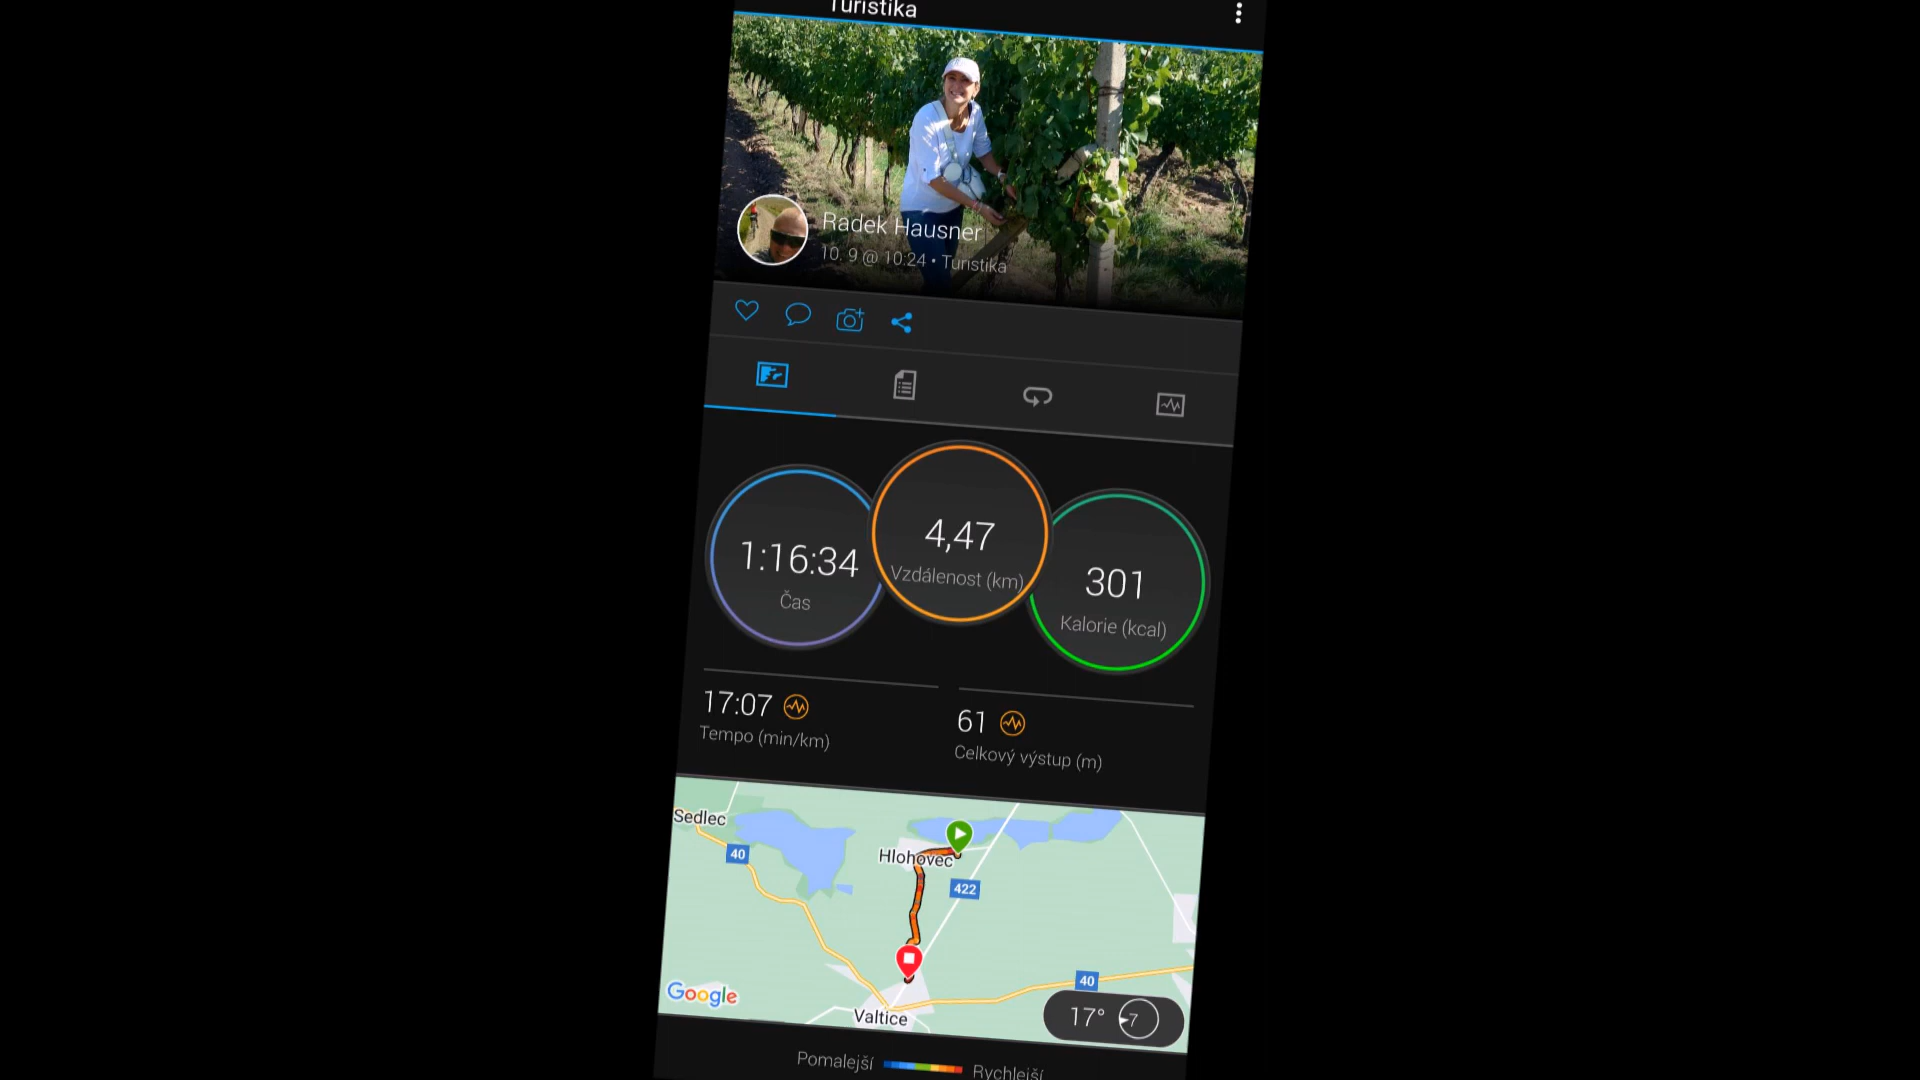 Turistika
Radek Hausner
10. 9 @ 10:24 • Turistika
1:16:34
Čas
4,47
Vzdálenost (km)
301
Kalorie (kcal)
17:07
Tempo (min/km)
61
Celkový výstup (m)
Sedlec
40
Hlohovec
422
40
Valtice
Google
17°
7
Pomalejší
Rychlejší